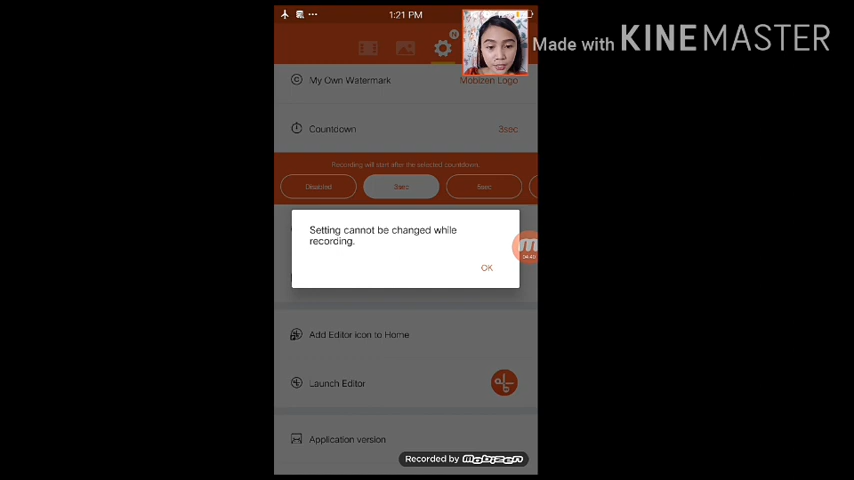 1:21 PM
N
Made with KINEMASTER
My Own Watermark
Mobizen Logo
Countdown
3sec
Recording will start after the selected countdown.
Disabled
3sec
5sec
Setting cannot be changed while
recording.
OK
04:40
Add Editor icon to Home
Launch Editor
Application version
Recorded by mobizen